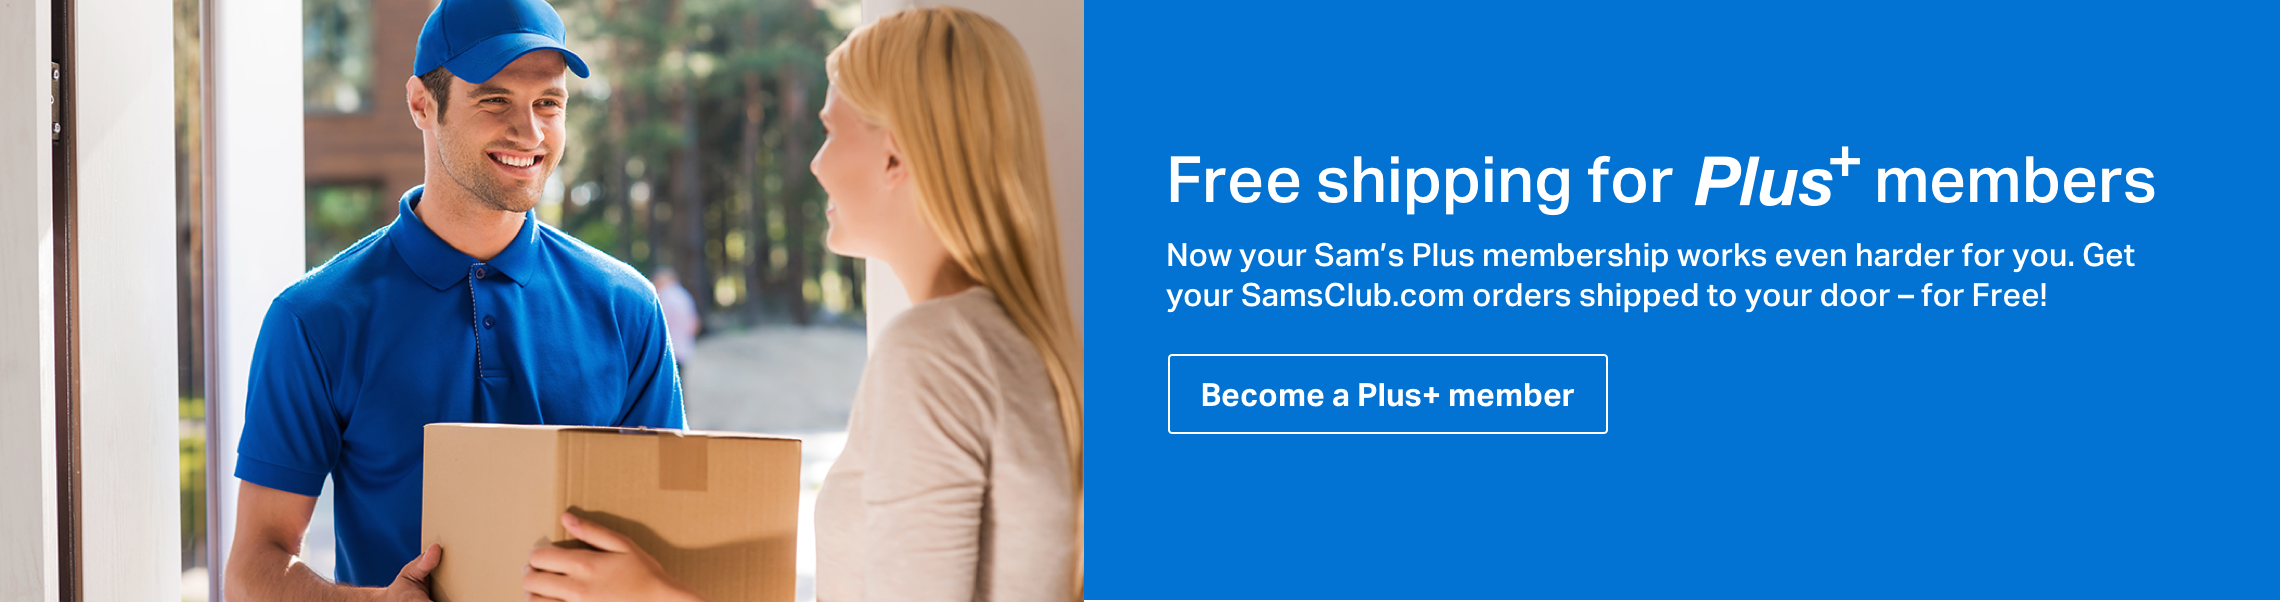 Free shipping for Plus+ members
Now your Sam’s Plus membership works even harder for you. Get
your SamsClub.com orders shipped to your door – for Free!
Become a Plus+ member